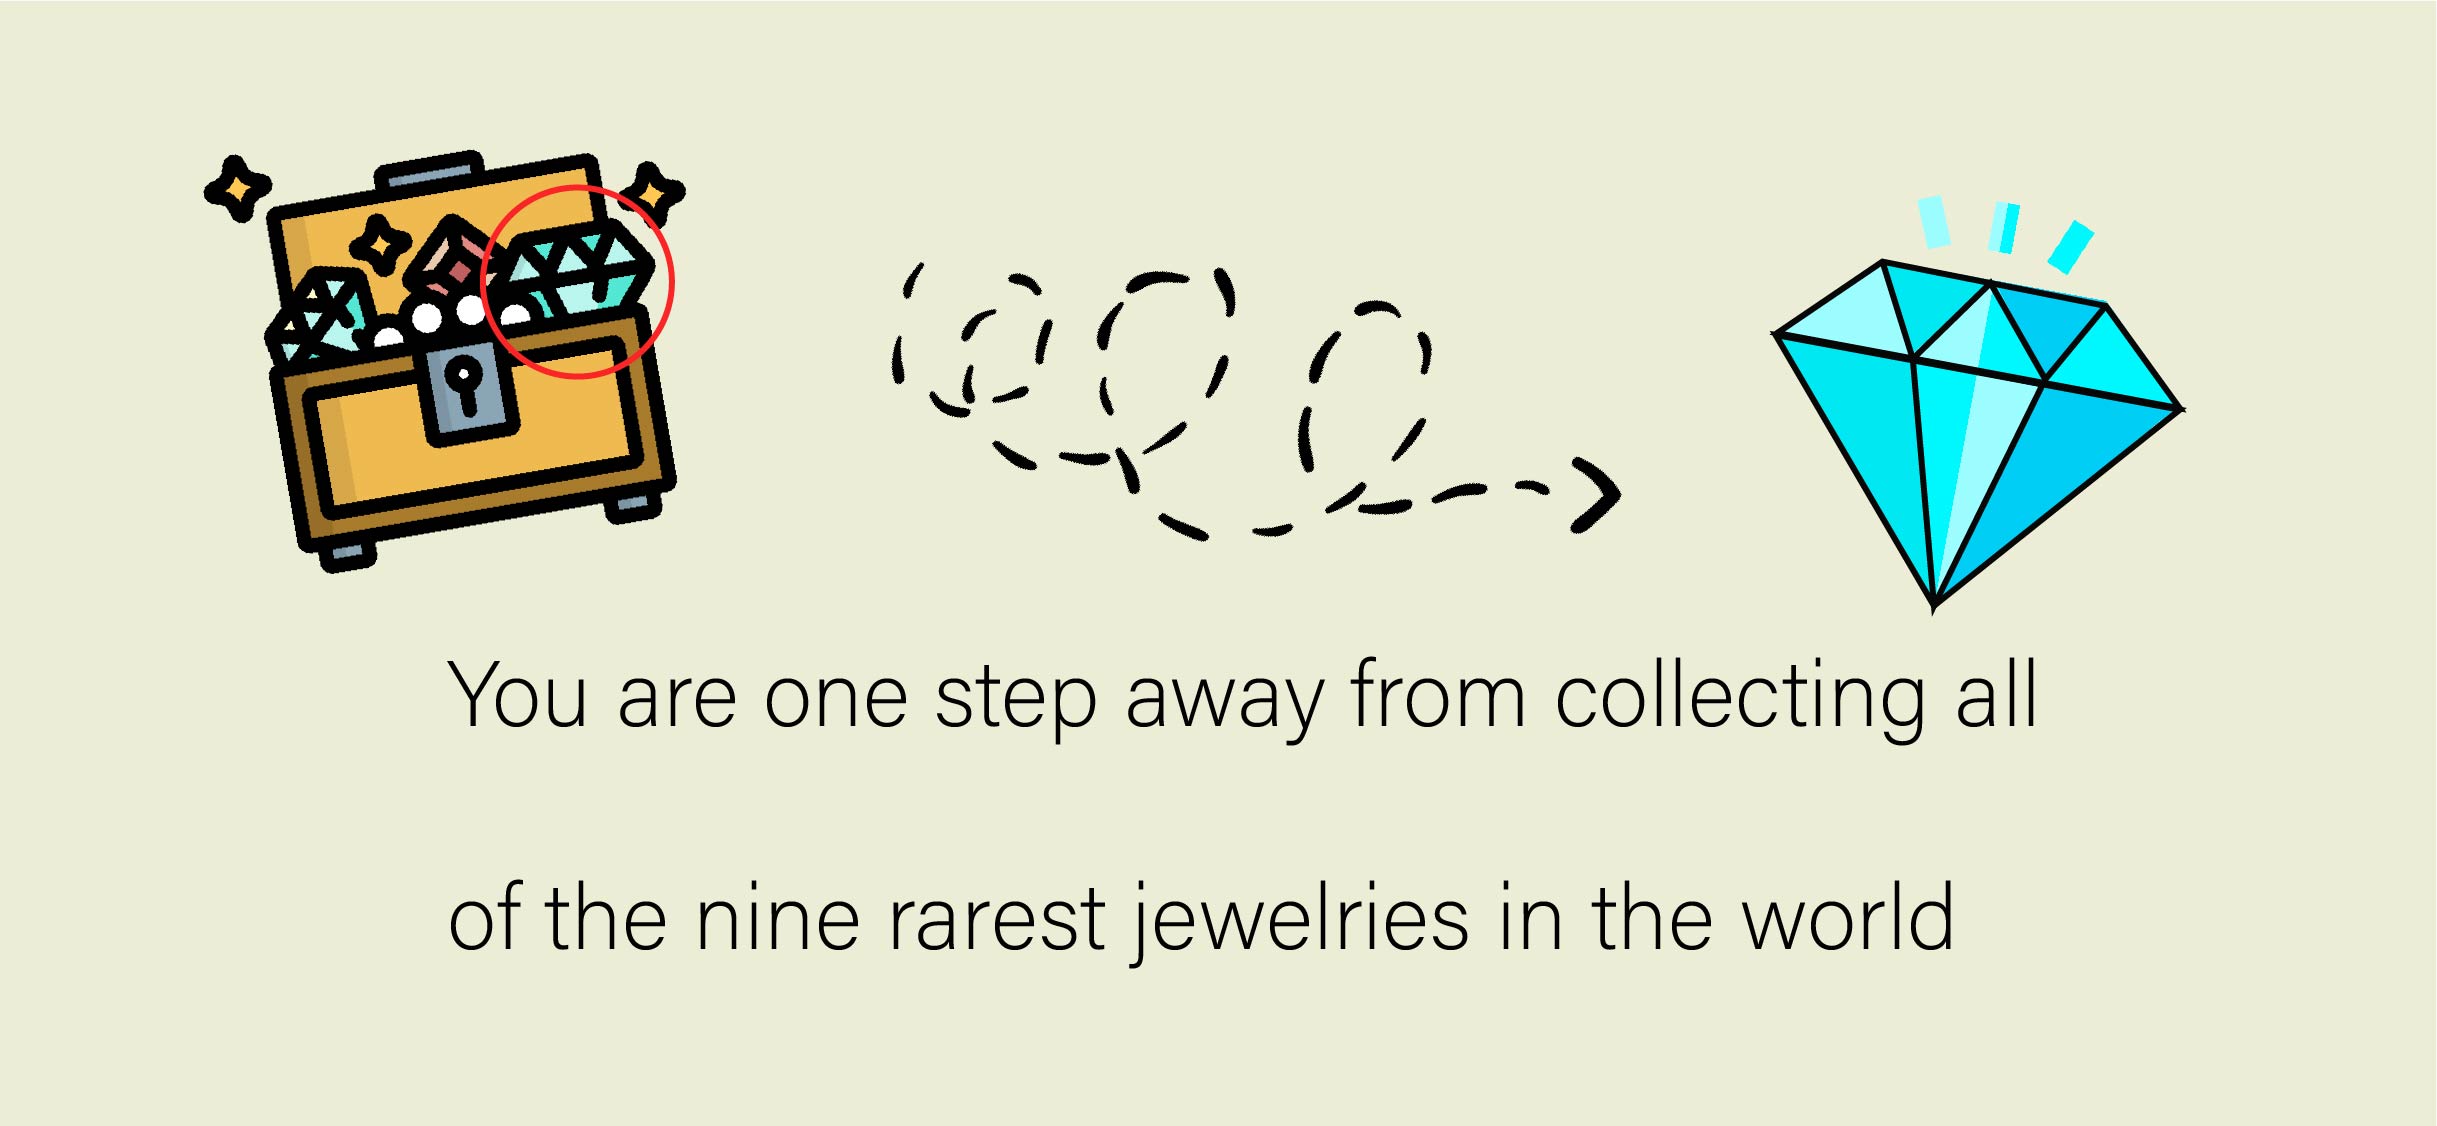 You are one step away from collecting all
of the nine rarest jewelries in the world